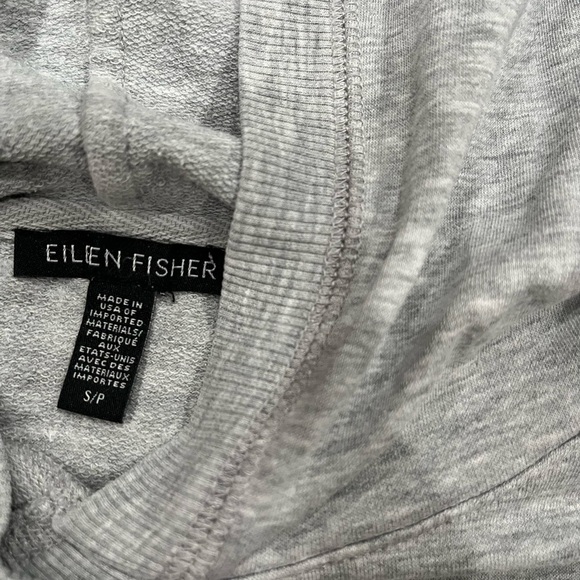 EILEEN FISHER
MADE IN
USA OF
IMPORTED
MATERIALS/
FABRIQUÉ
AUX
ETATS-UNIS
AVEC DES
MATERIAUX
IMPORTES
S/P